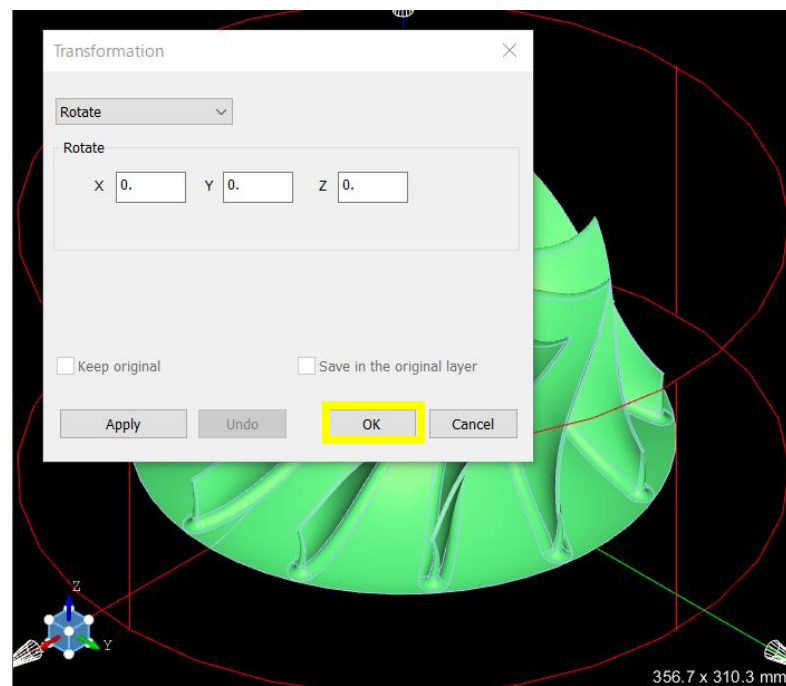 Transformation
Rotate
Rotate
X 0. Y 0. Z 0.
Keep original Save in the original layer
Apply Undo OK Cancel
Z
Y
356.7 x 310.3 mm